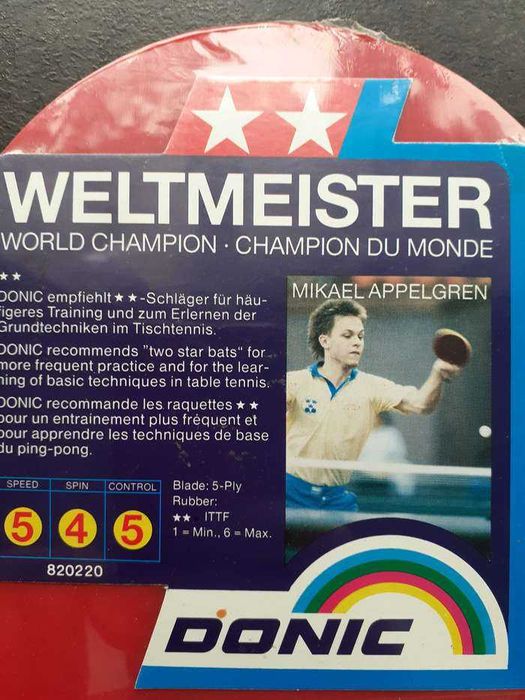 WELTMEISTER
WORLD CHAMPION · CHAMPION DU MONDE
★ ★
DONIC empfiehlt ★ ★-Schläger für häu-
figeres Training und zum Erlernen der
Grundtechniken im Tischtennis.
DONIC recommends "two star bats" for
more frequent practice and for the lear-
ning of basic techniques in table tennis.
DONIC recommande les raquettes ★ ★
pour un entrainement plus fréquent et
pour apprendre les techniques de base
du ping-pong.
MIKAEL APPELGREN
SPEED SPIN CONTROL
5 4 5
820220
Blade: 5-Ply
Rubber:
★★ ITTF
1 = Min., 6 = Max.
DONIC